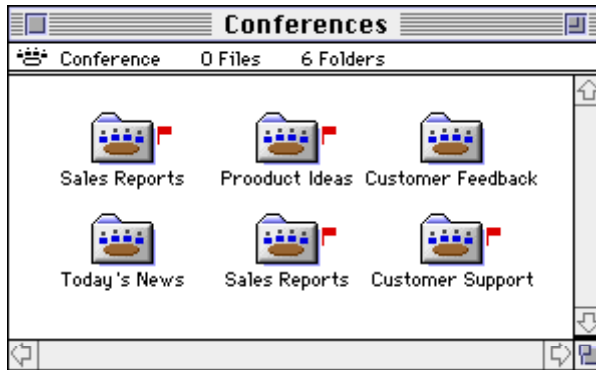 Conferences
Conference 0 Files 6 Folders
Sales Reports Prooduct Ideas Customer Feedback
Today's News Sales Reports Customer Support